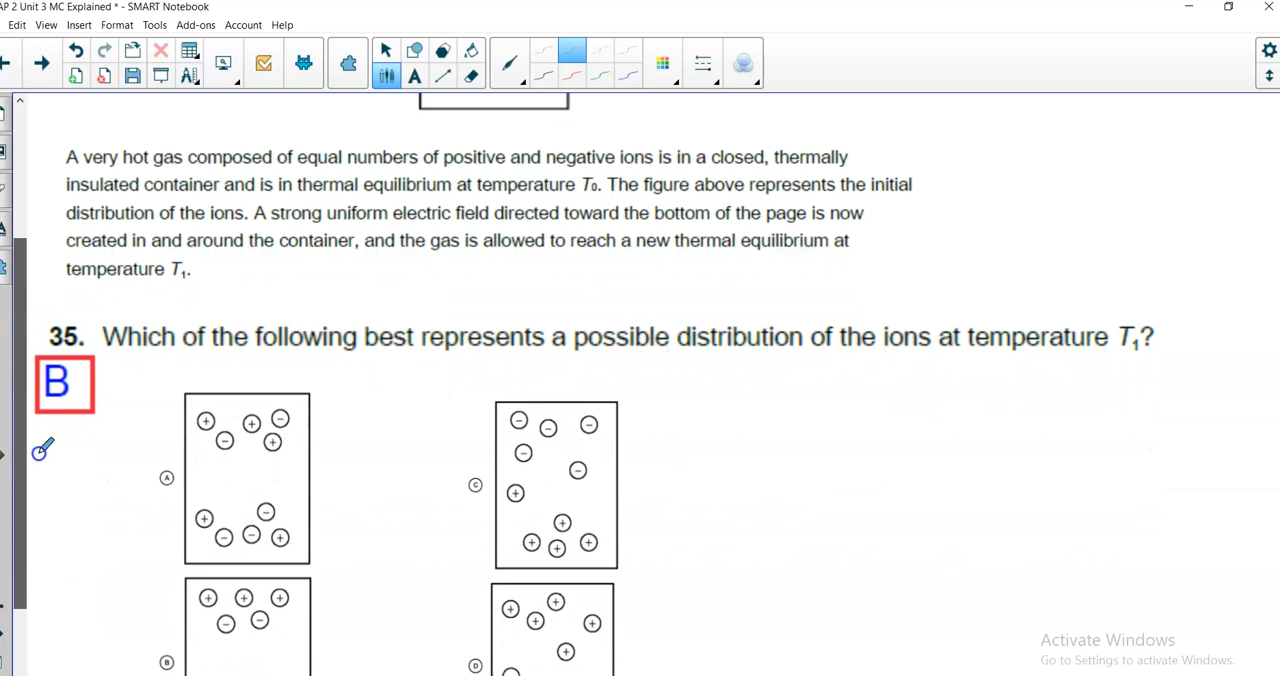 AP 2 Unit 3 MC Explained * - SMART Notebook
Edit View Insert Format Tools Add-ons Account Help
A very hot gas composed of equal numbers of positive and negative ions is in a closed, thermally
insulated container and is in thermal equilibrium at temperature T₀. The figure above represents the initial
distribution of the ions. A strong uniform electric field directed toward the bottom of the page is now
created in and around the container, and the gas is allowed to reach a new thermal equilibrium at
temperature T₁.
35. Which of the following best represents a possible distribution of the ions at temperature T₁?
B
+ + -
- +
A
+ -
- - +
- - -
-
-
C
+
+
+ + +
+ + +
- -
B
+ +
+ +
+
D
Activate Windows
Go to Settings to activate Windows.